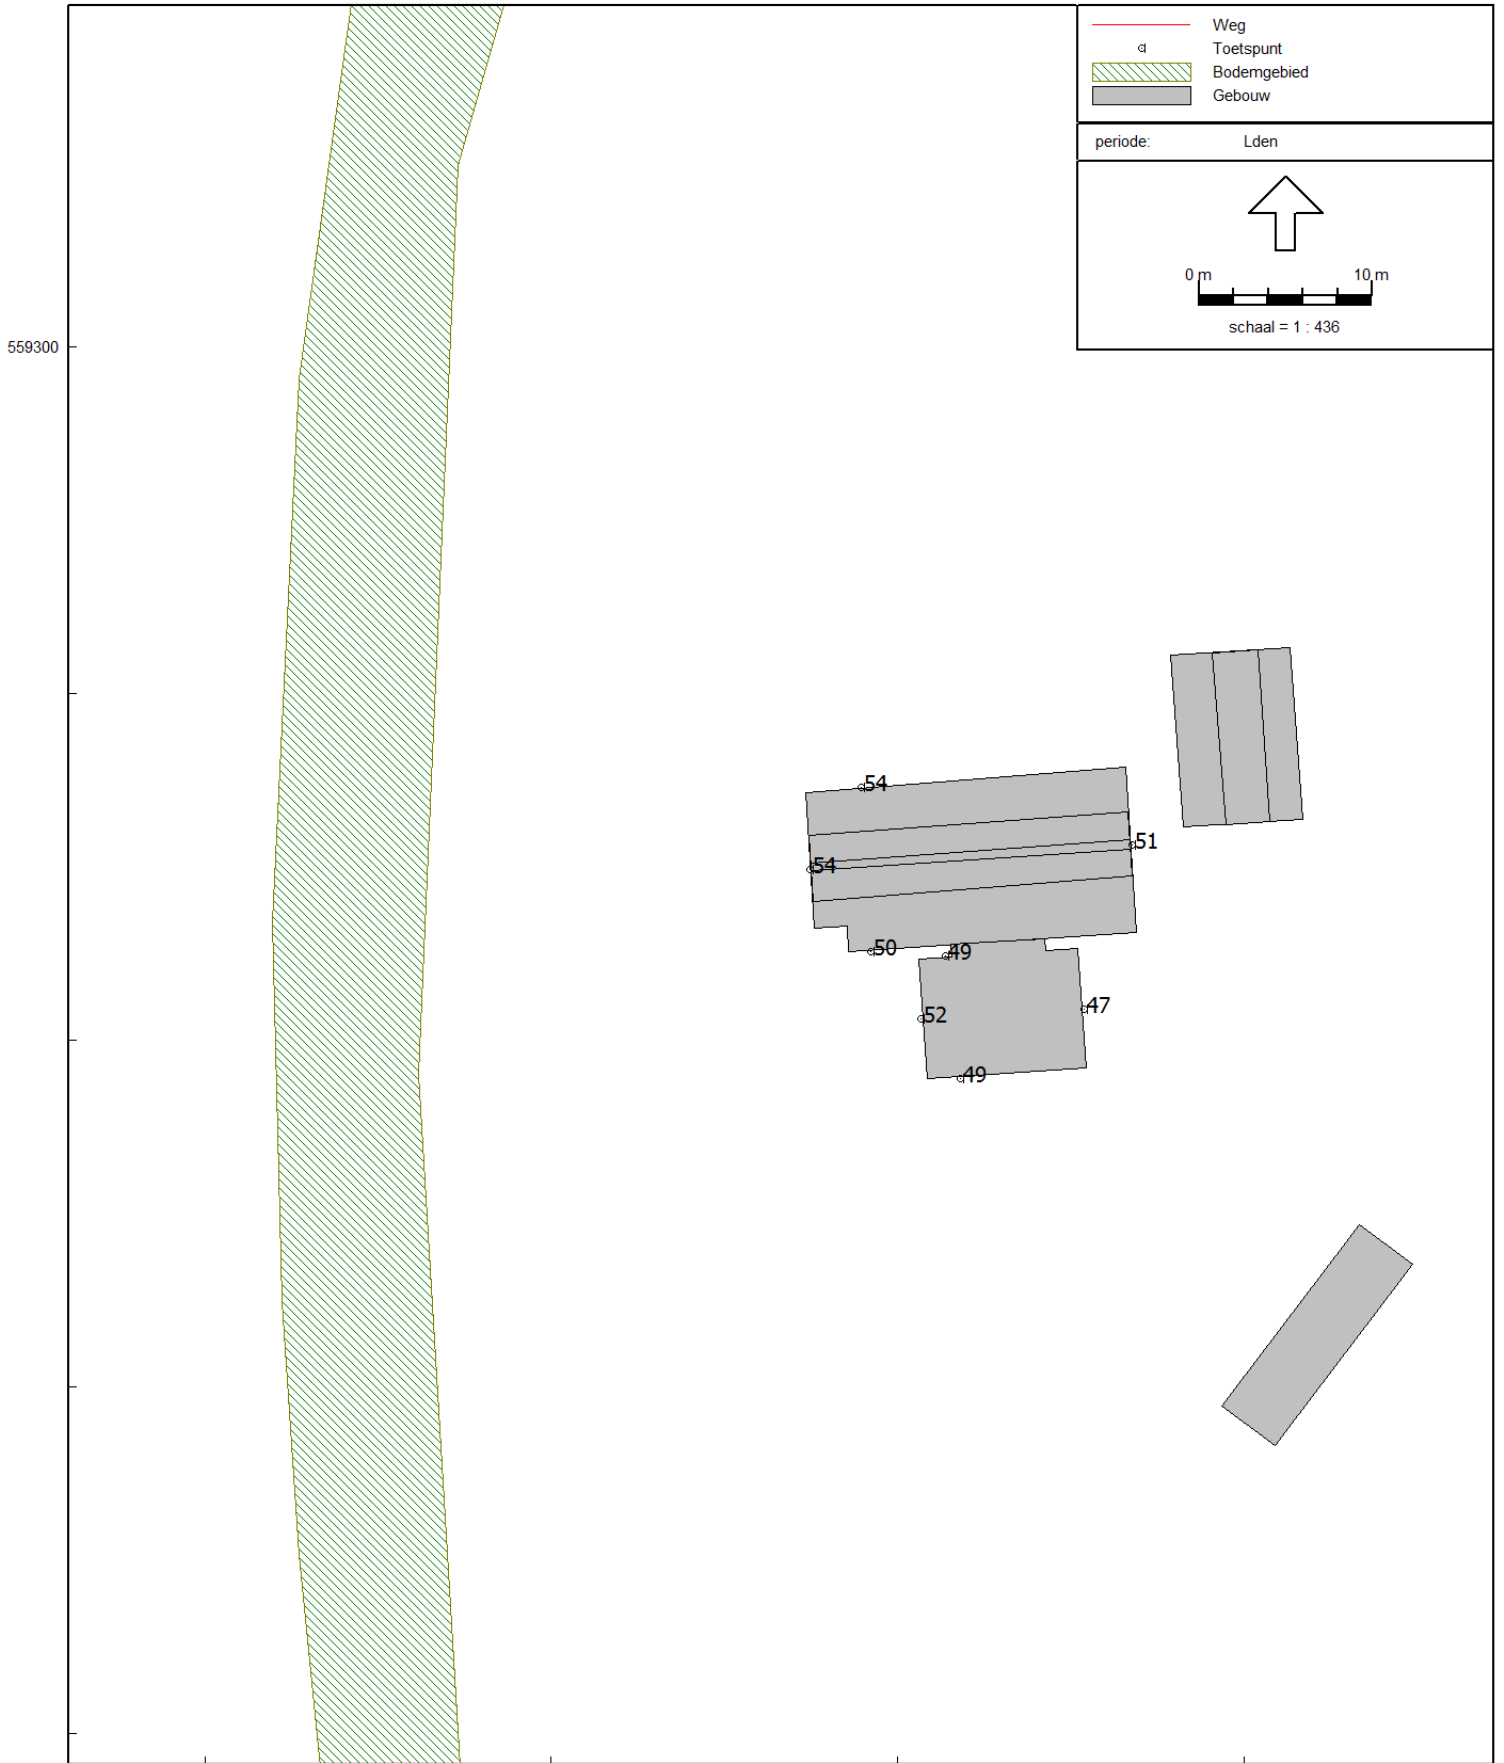 Weg
Toetspunt
Bodemgebied
Gebouw
periode: Lden
0 m 10 m
schaal = 1 : 436
559300
54
51
54
50
49
52
47
49